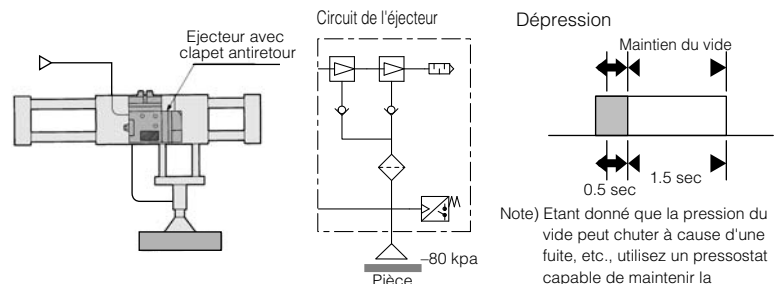 Ejecteur avec
clapet antiretour
Circuit de l'éjecteur
–80 kpa
Pièce
Dépression
Maintien du vide
0.5 sec
1.5 sec
Note) Etant donné que la pression du
vide peut chuter à cause d'une
fuite, etc., utilisez un pressostat
capable de maintenir la